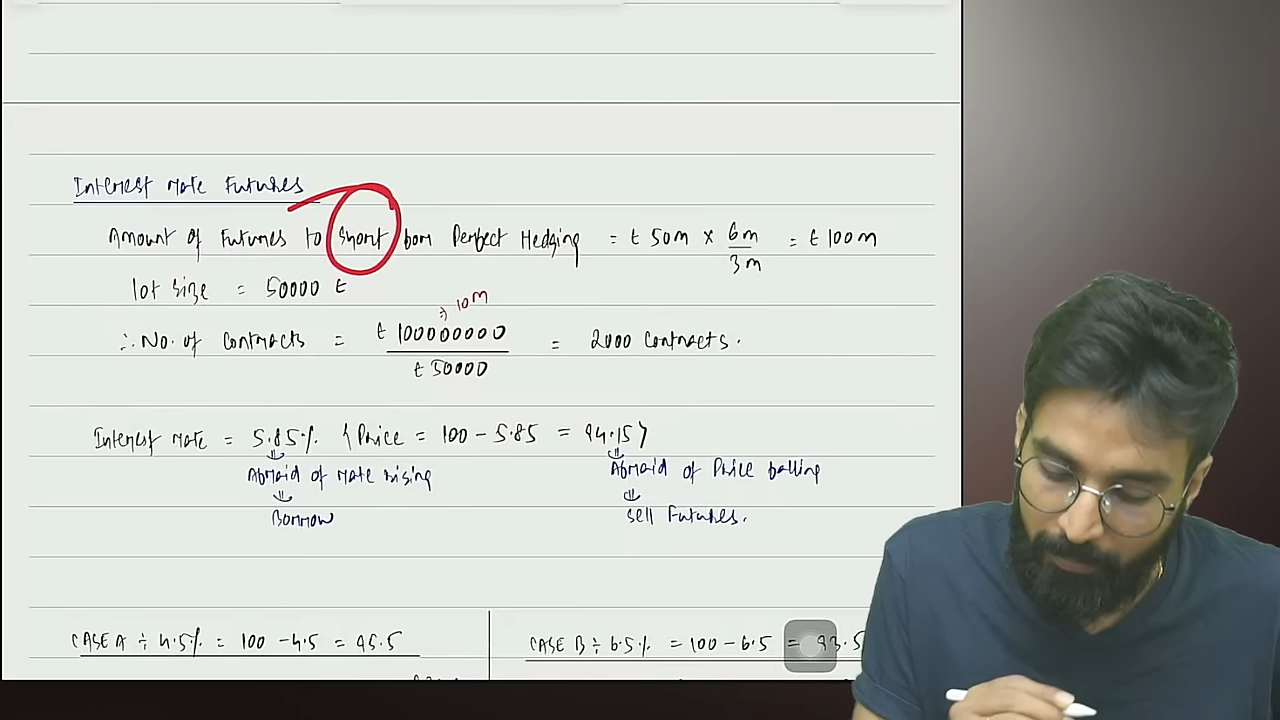 Interest Rate Futures
Amount of Futures to Short for Perfect Hedging = £ 50m × 6m/3m = £ 100m
lot size = 50000 £
⇒ 10m
∴ No. of Contracts = £ 100000000 / £ 50000 = 2000 Contracts.
Interest Rate = 5.85% {Price = 100 - 5.85 = 94.15}
Afraid of rate rising
Afraid of Price falling
Borrow
Sell Futures.
CASE A ÷ 4.5% = 100 - 4.5 = 95.5
CASE B ÷ 6.5% = 100 - 6.5 = 93.5